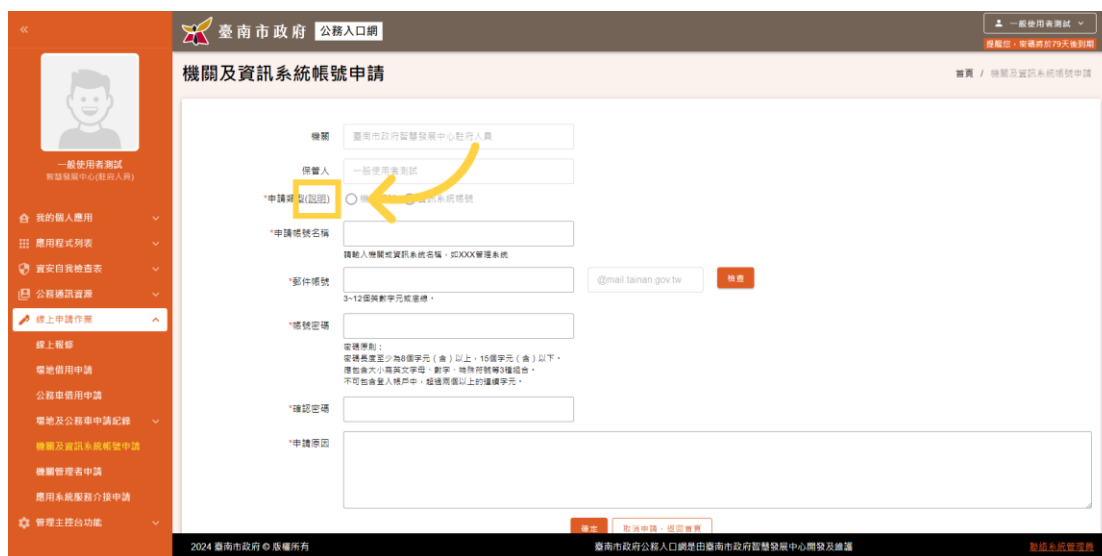 臺南市政府 公務入口網
一般使用者測試
提醒您，密碼將於79天後到期
機關及資訊系統帳號申請
首頁 / 機關及資訊系統帳號申請
一般使用者測試
智慧發展中心(駐府人員)
我的個人應用
應用程式列表
資安自我檢查表
公務通訊資源
線上申請作業
線上報修
場地借用申請
公務車借用申請
場地及公務車申請紀錄
機關及資訊系統帳號申請
機關管理者申請
應用系統服務介接申請
管理主控台功能
機關 臺南市政府智慧發展中心駐府人員
保管人 一般使用者測試
*申請類型(說明) 資訊系統帳號
*申請帳號名稱
請輸入機關或資訊系統名稱，如XXX管理系統
*郵件帳號 @mail.tainan.gov.tw 檢查
3~12個英數字元或底線。
*帳號密碼
密碼原則：
密碼長度至少為8個字元（含）以上，15個字元（含）以下。
應包含大小寫英文字母、數字、特殊符號等3種組合。
不可包含登入帳戶中，超過兩個以上的連續字元。
*確認密碼
*申請原因
確定 取消申請，返回首頁
2024 臺南市政府 © 版權所有
臺南市政府公務入口網是由臺南市政府智慧發展中心開發及維護
聯絡系統管理員